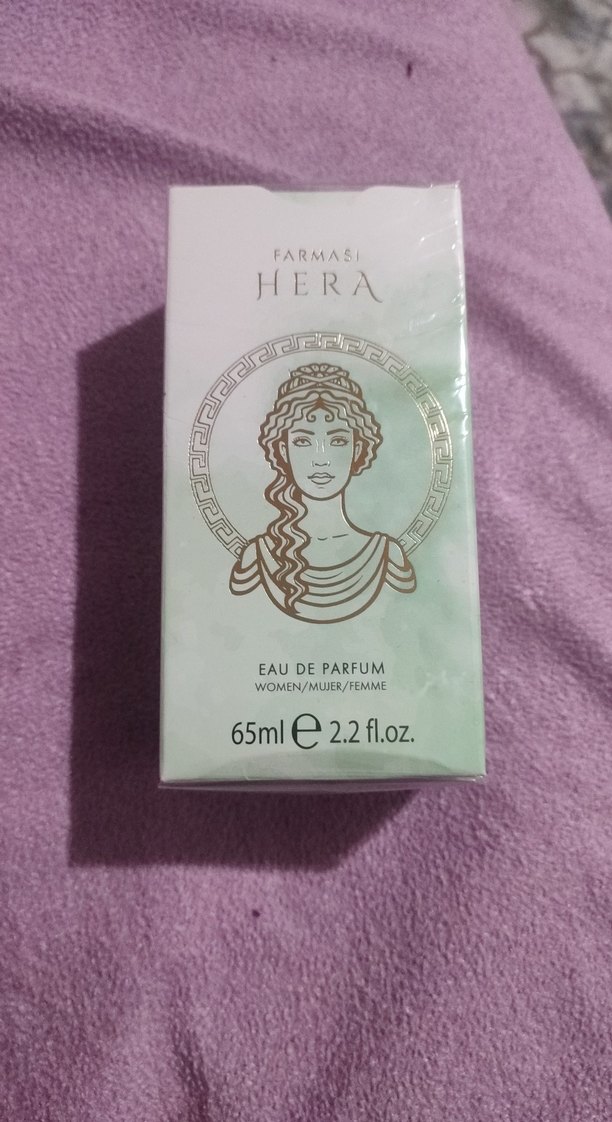 FARMASİ
HERA
EAU DE PARFUM
WOMEN/MUJER/FEMME
65ml ℮ 2.2 fl.oz.